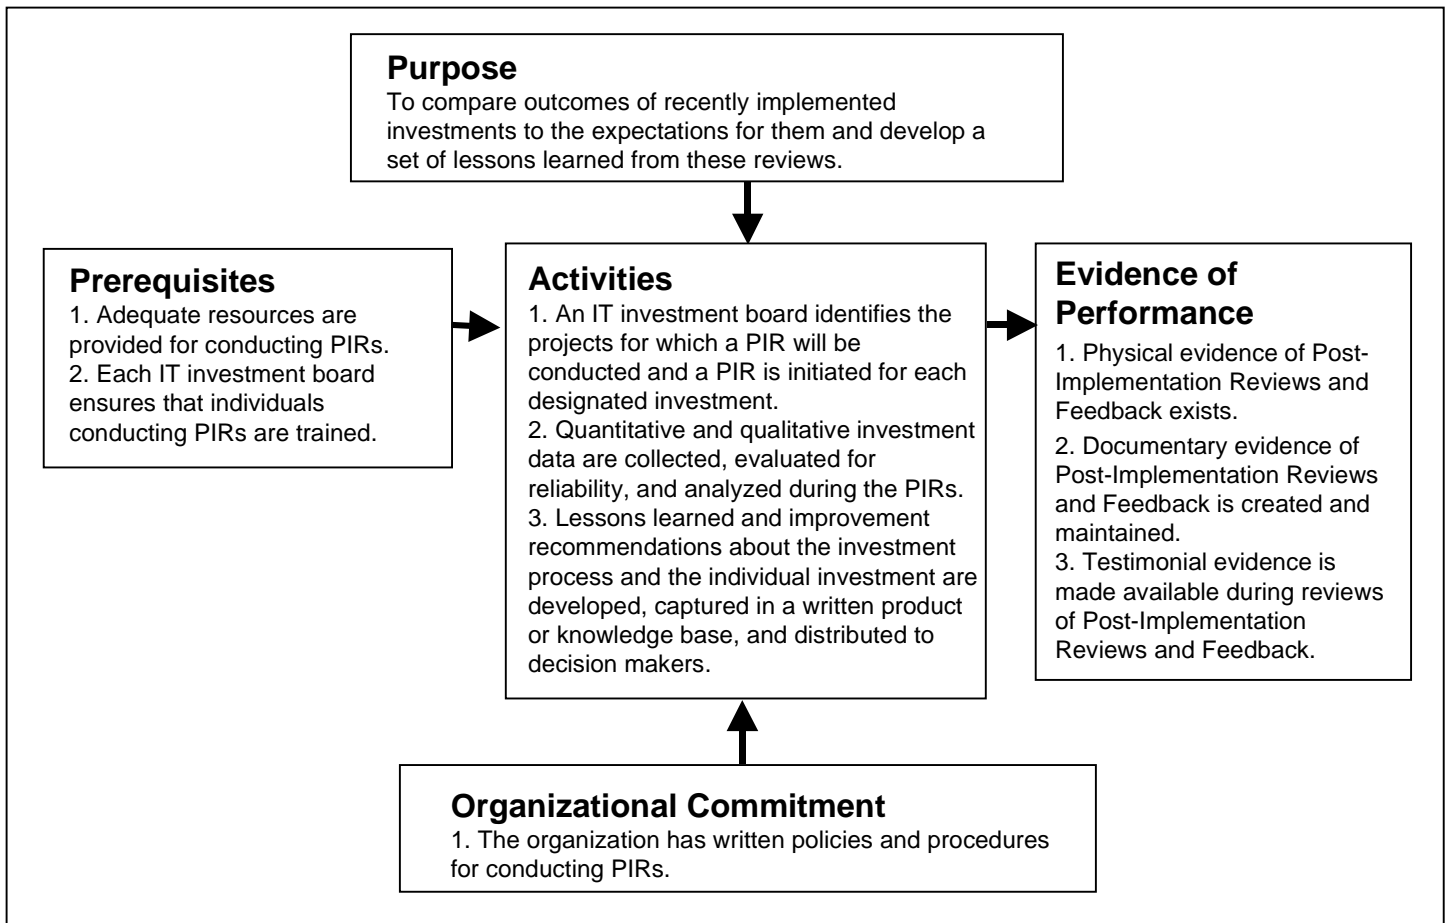 Purpose
To compare outcomes of recently implemented
investments to the expectations for them and develop a
set of lessons learned from these reviews.
Prerequisites
1. Adequate resources are
provided for conducting PIRs.
2. Each IT investment board
ensures that individuals
conducting PIRs are trained.
Activities
1. An IT investment board identifies the
projects for which a PIR will be
conducted and a PIR is initiated for each
designated investment.
2. Quantitative and qualitative investment
data are collected, evaluated for
reliability, and analyzed during the PIRs.
3. Lessons learned and improvement
recommendations about the investment
process and the individual investment are
developed, captured in a written product
or knowledge base, and distributed to
decision makers.
Evidence of
Performance
1. Physical evidence of Post-
Implementation Reviews and
Feedback exists.
2. Documentary evidence of
Post-Implementation Reviews
and Feedback is created and
maintained.
3. Testimonial evidence is
made available during reviews
of Post-Implementation
Reviews and Feedback.
Organizational Commitment
1. The organization has written policies and procedures
for conducting PIRs.